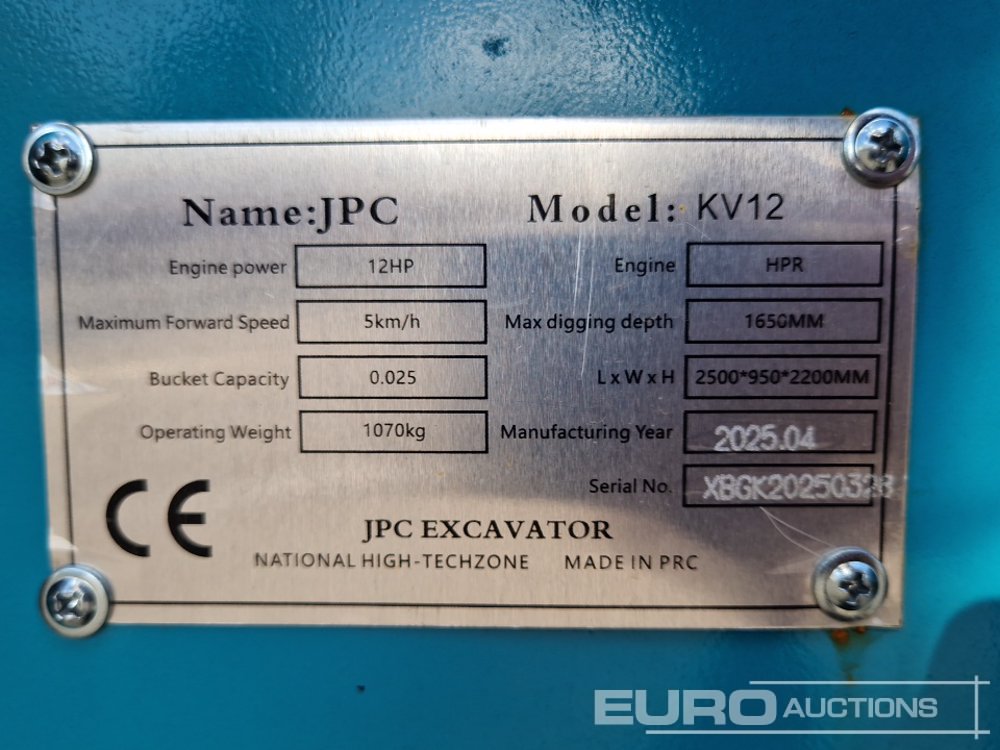 Name:JPC Model: KV12
Engine power 12HP Engine HPR
Maximum Forward Speed 5km/h Max digging depth 1650MM
Bucket Capacity 0.025 L x W x H 2500*950*2200MM
Operating Weight 1070kg Manufacturing Year 2025.04
Serial No. XBGK20250328
CE
JPC EXCAVATOR
NATIONAL HIGH-TECHZONE MADE IN PRC
EURO AUCTIONS